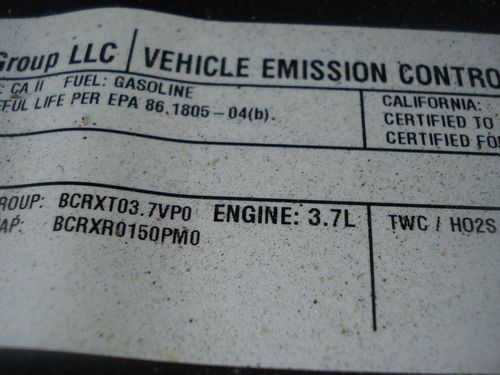 Group LLC VEHICLE EMISSION CONTRO
: CA II FUEL: GASOLINE
EFUL LIFE PER EPA 86.1805-04(b).
CALIFORNIA:
CERTIFIED TO
CERTIFIED FO
ROUP: BCRXT03.7VP0 ENGINE: 3.7L TWC / HO2S
AP: BCRXR0150PM0